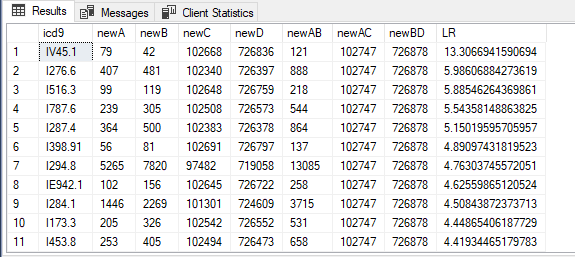 Results Messages Client Statistics
icd9 newA newB newC newD newAB newAC newBD LR
1 IV45.1 79 42 102668 726836 121 102747 726878 13.3066941590694
2 I276.6 407 481 102340 726397 888 102747 726878 5.98606884273619
3 I516.3 99 119 102648 726759 218 102747 726878 5.88546264369861
4 I787.6 239 305 102508 726573 544 102747 726878 5.54358148863825
5 I287.4 364 500 102383 726378 864 102747 726878 5.15019595705957
6 I398.91 56 81 102691 726797 137 102747 726878 4.89097431819523
7 I294.8 5265 7820 97482 719058 13085 102747 726878 4.76303745572051
8 IE942.1 102 156 102645 726722 258 102747 726878 4.62559865120524
9 I284.1 1446 2269 101301 724609 3715 102747 726878 4.50843872373713
10 I173.3 205 326 102542 726552 531 102747 726878 4.44865406187729
11 I453.8 253 405 102494 726473 658 102747 726878 4.41934465179783